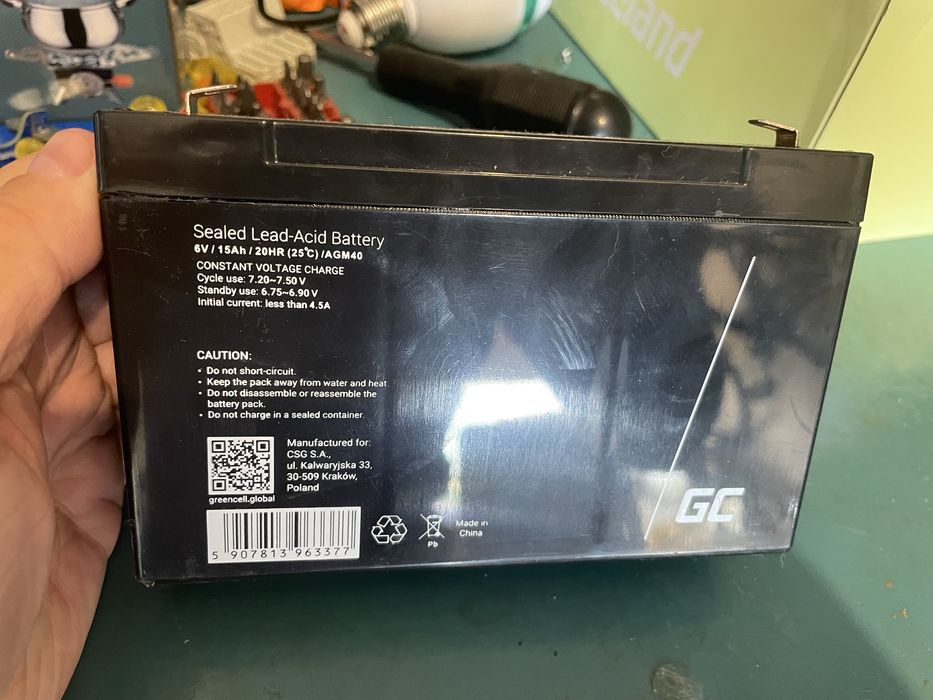 Sealed Lead-Acid Battery
6V / 15Ah / 20HR (25℃) /AGM40
CONSTANT VOLTAGE CHARGE
Cycle use: 7.20~7.50 V
Standby use: 6.75~6.90 V
Initial current: less than 4.5A
CAUTION:
• Do not short-circuit.
• Keep the pack away from water and heat
• Do not disassemble or reassemble the
battery pack.
• Do not charge in a sealed container.
Manufactured for:
CSG S.A.,
ul. Kalwaryjska 33,
30-509 Kraków,
Poland
greencell.global
5 907813 963377
Pb
Made in
China
GC